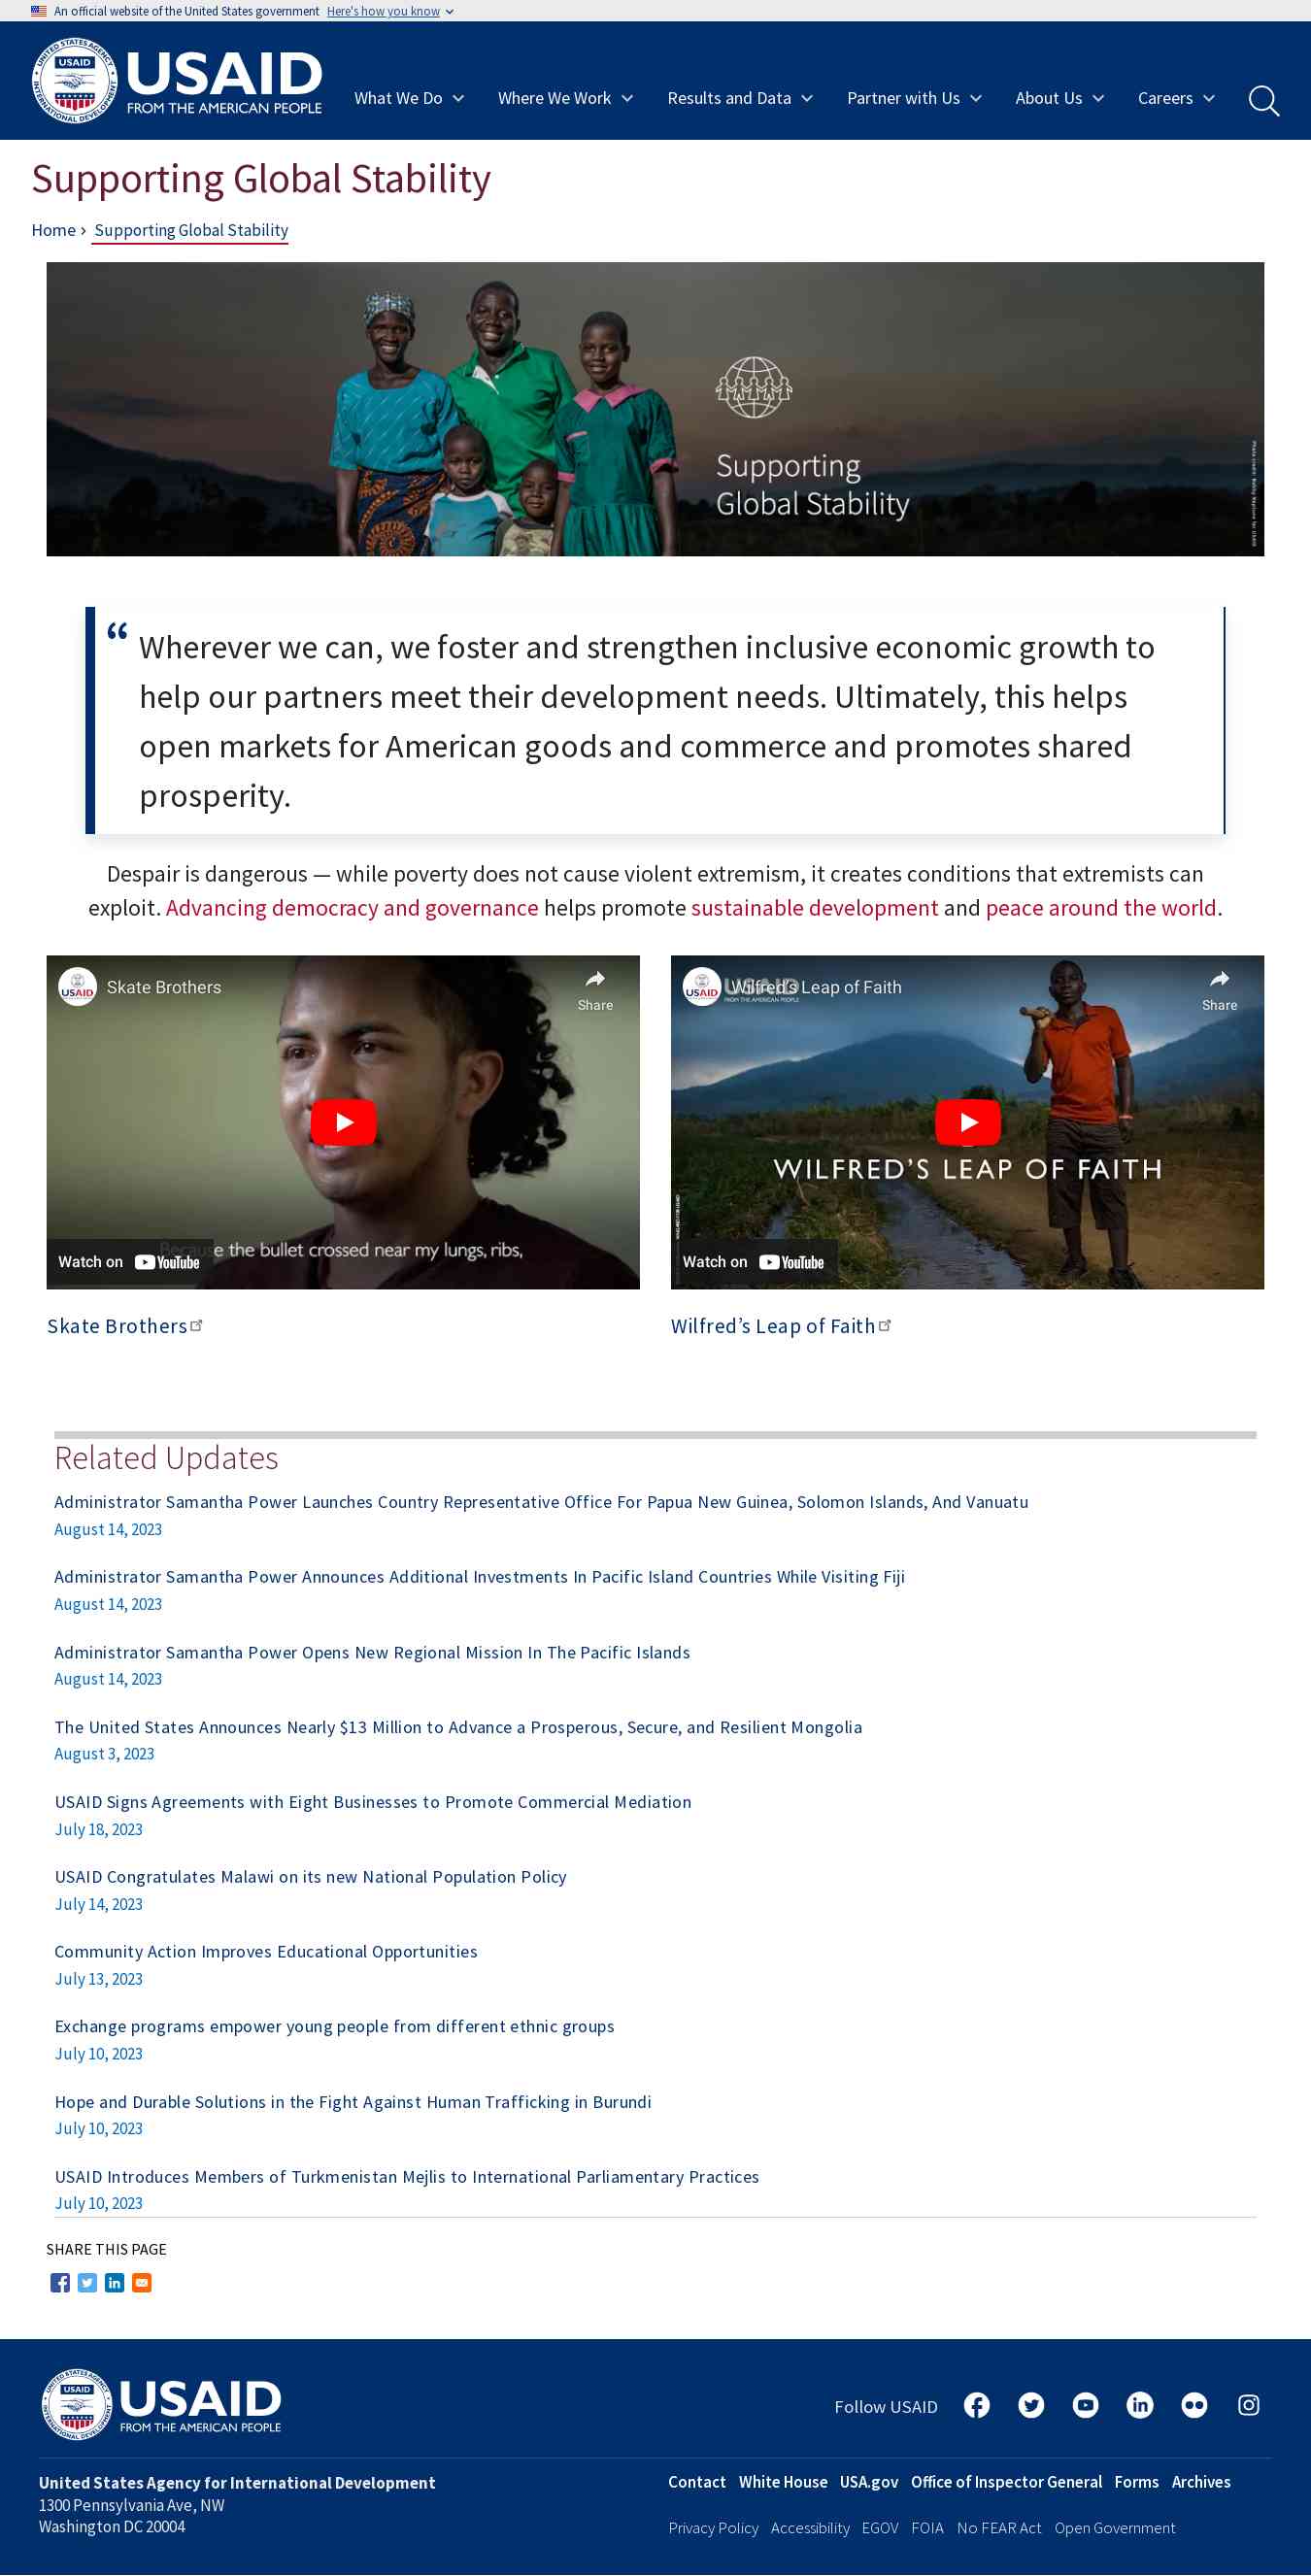 An official website of the United States government Here's how you know
USAID
FROM THE AMERICAN PEOPLE
What We Do
Where We Work
Results and Data
Partner with Us
About Us
Careers
Supporting Global Stability
Home › Supporting Global Stability
Supporting
Global Stability
“ Wherever we can, we foster and strengthen inclusive economic growth to
help our partners meet their development needs. Ultimately, this helps
open markets for American goods and commerce and promotes shared
prosperity.
Despair is dangerous — while poverty does not cause violent extremism, it creates conditions that extremists can
exploit. Advancing democracy and governance helps promote sustainable development and peace around the world.
USAID
Skate Brothers
Share
Because the bullet crossed near my lungs, ribs,
Watch on YouTube
USAID
Wilfred's Leap of Faith
Share
WILFRED'S LEAP OF FAITH
Watch on YouTube
Skate Brothers
Wilfred’s Leap of Faith
Related Updates
Administrator Samantha Power Launches Country Representative Office For Papua New Guinea, Solomon Islands, And Vanuatu
August 14, 2023
Administrator Samantha Power Announces Additional Investments In Pacific Island Countries While Visiting Fiji
August 14, 2023
Administrator Samantha Power Opens New Regional Mission In The Pacific Islands
August 14, 2023
The United States Announces Nearly $13 Million to Advance a Prosperous, Secure, and Resilient Mongolia
August 3, 2023
USAID Signs Agreements with Eight Businesses to Promote Commercial Mediation
July 18, 2023
USAID Congratulates Malawi on its new National Population Policy
July 14, 2023
Community Action Improves Educational Opportunities
July 13, 2023
Exchange programs empower young people from different ethnic groups
July 10, 2023
Hope and Durable Solutions in the Fight Against Human Trafficking in Burundi
July 10, 2023
USAID Introduces Members of Turkmenistan Mejlis to International Parliamentary Practices
July 10, 2023
SHARE THIS PAGE
USAID
FROM THE AMERICAN PEOPLE
Follow USAID
United States Agency for International Development
1300 Pennsylvania Ave, NW
Washington DC 20004
Contact White House USA.gov Office of Inspector General Forms Archives
Privacy Policy Accessibility EGOV FOIA No FEAR Act Open Government